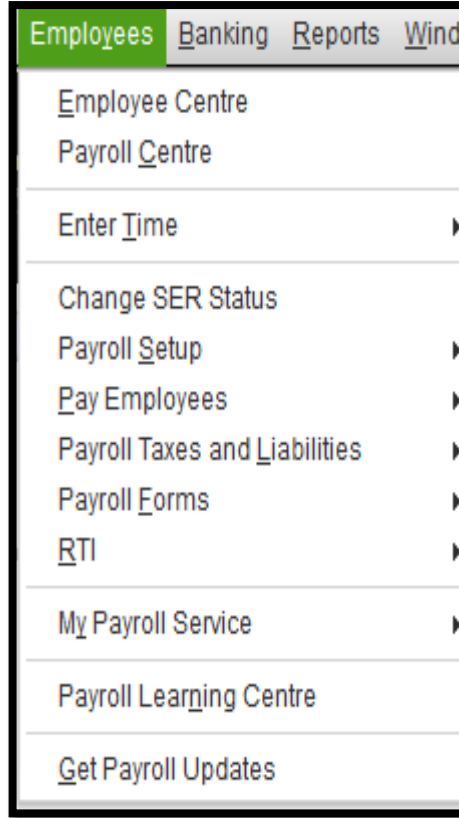 Employees Banking Reports Wind
Employee Centre
Payroll Centre
Enter Time
Change SER Status
Payroll Setup
Pay Employees
Payroll Taxes and Liabilities
Payroll Forms
RTI
My Payroll Service
Payroll Learning Centre
Get Payroll Updates